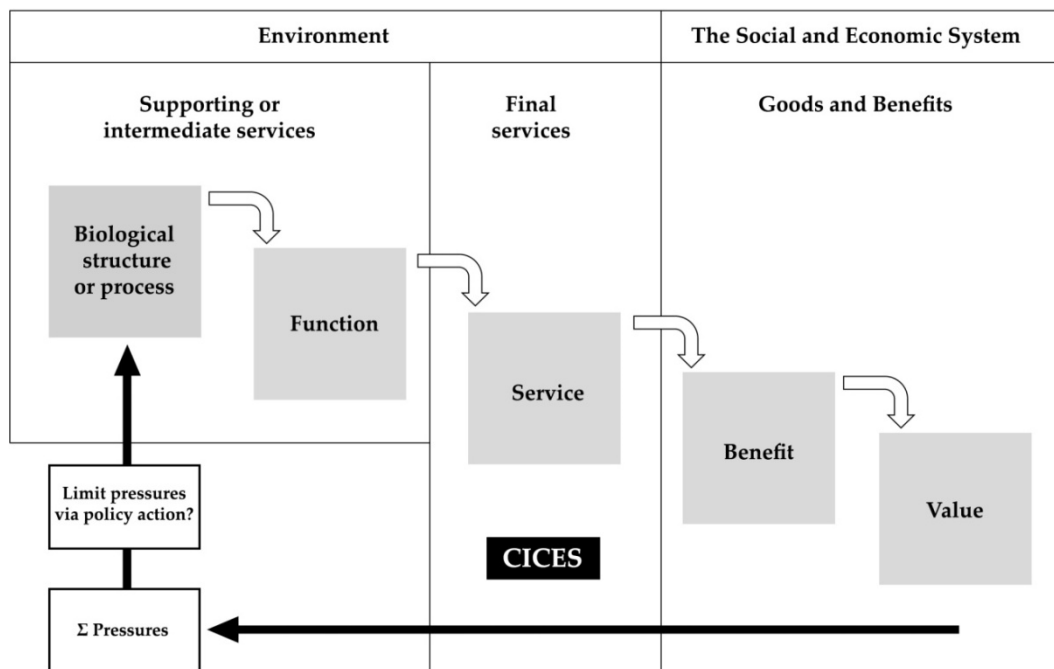 Environment
The Social and Economic System
Supporting or
intermediate services
Final
services
Goods and Benefits
Biological
structure
or process
Function
Service
Benefit
Value
CICES
Limit pressures
via policy action?
Σ Pressures